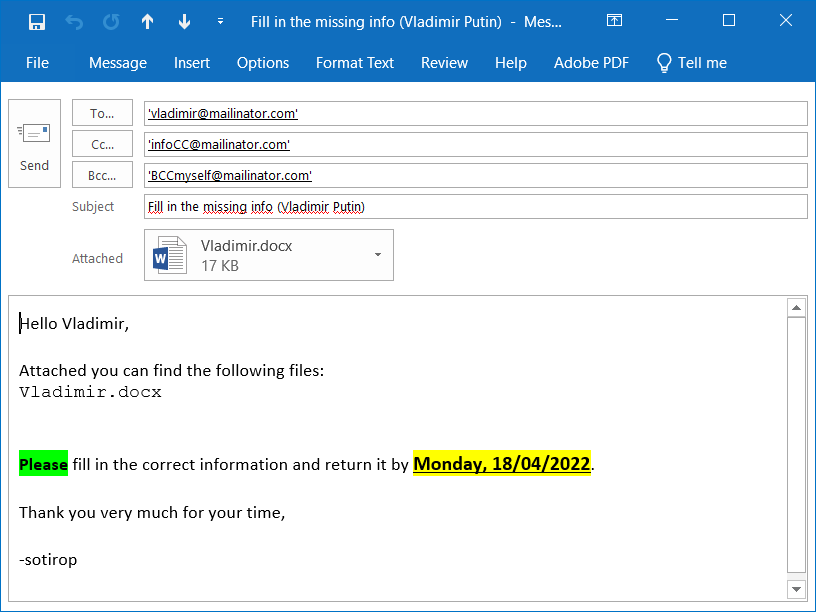 Fill in the missing info (Vladimir Putin) - Mes...
File Message Insert Options Format Text Review Help Adobe PDF Tell me
Send
To... 'vladimir@mailinator.com'
Cc... 'infoCC@mailinator.com'
Bcc... 'BCCmyself@mailinator.com'
Subject Fill in the missing info (Vladimir Putin)
Attached
W
Vladimir.docx
17 KB
Hello Vladimir,
Attached you can find the following files:
Vladimir.docx
Please fill in the correct information and return it by Monday, 18/04/2022.
Thank you very much for your time,
-sotirop